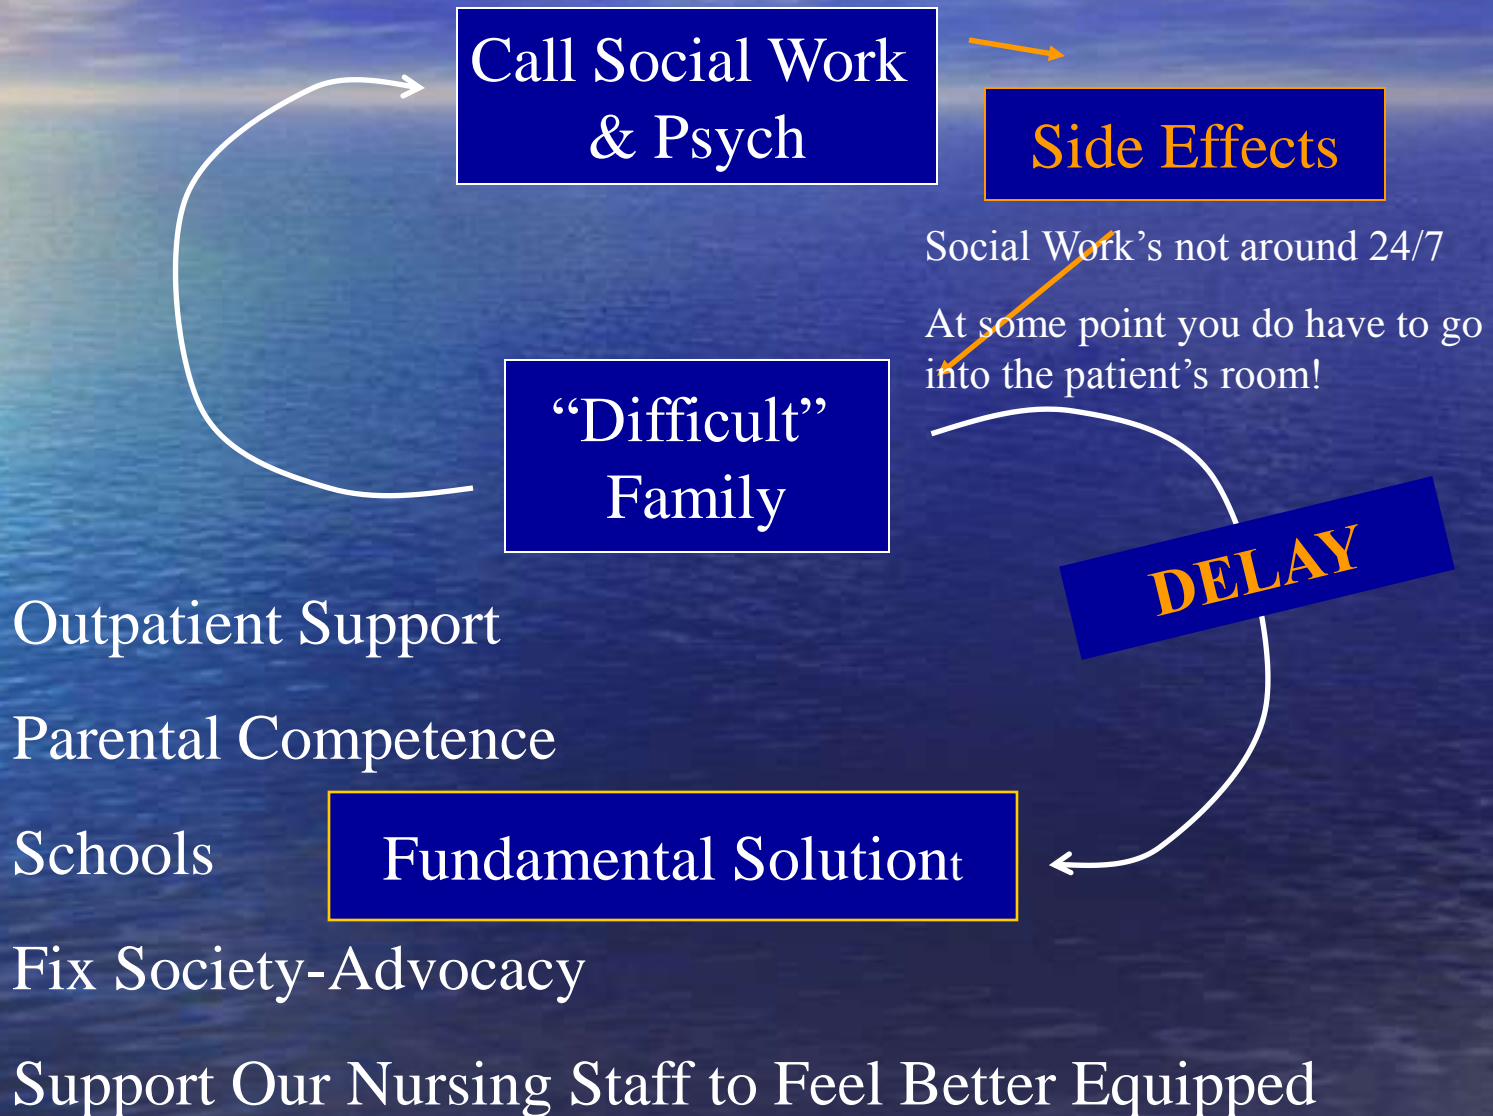 Call Social Work
& Psych
Side Effects
Social Work’s not around 24/7
At some point you do have to go
into the patient’s room!
“Difficult”
Family
DELAY
Outpatient Support
Parental Competence
Schools
Fundamental Solutiont
Fix Society-Advocacy
Support Our Nursing Staff to Feel Better Equipped